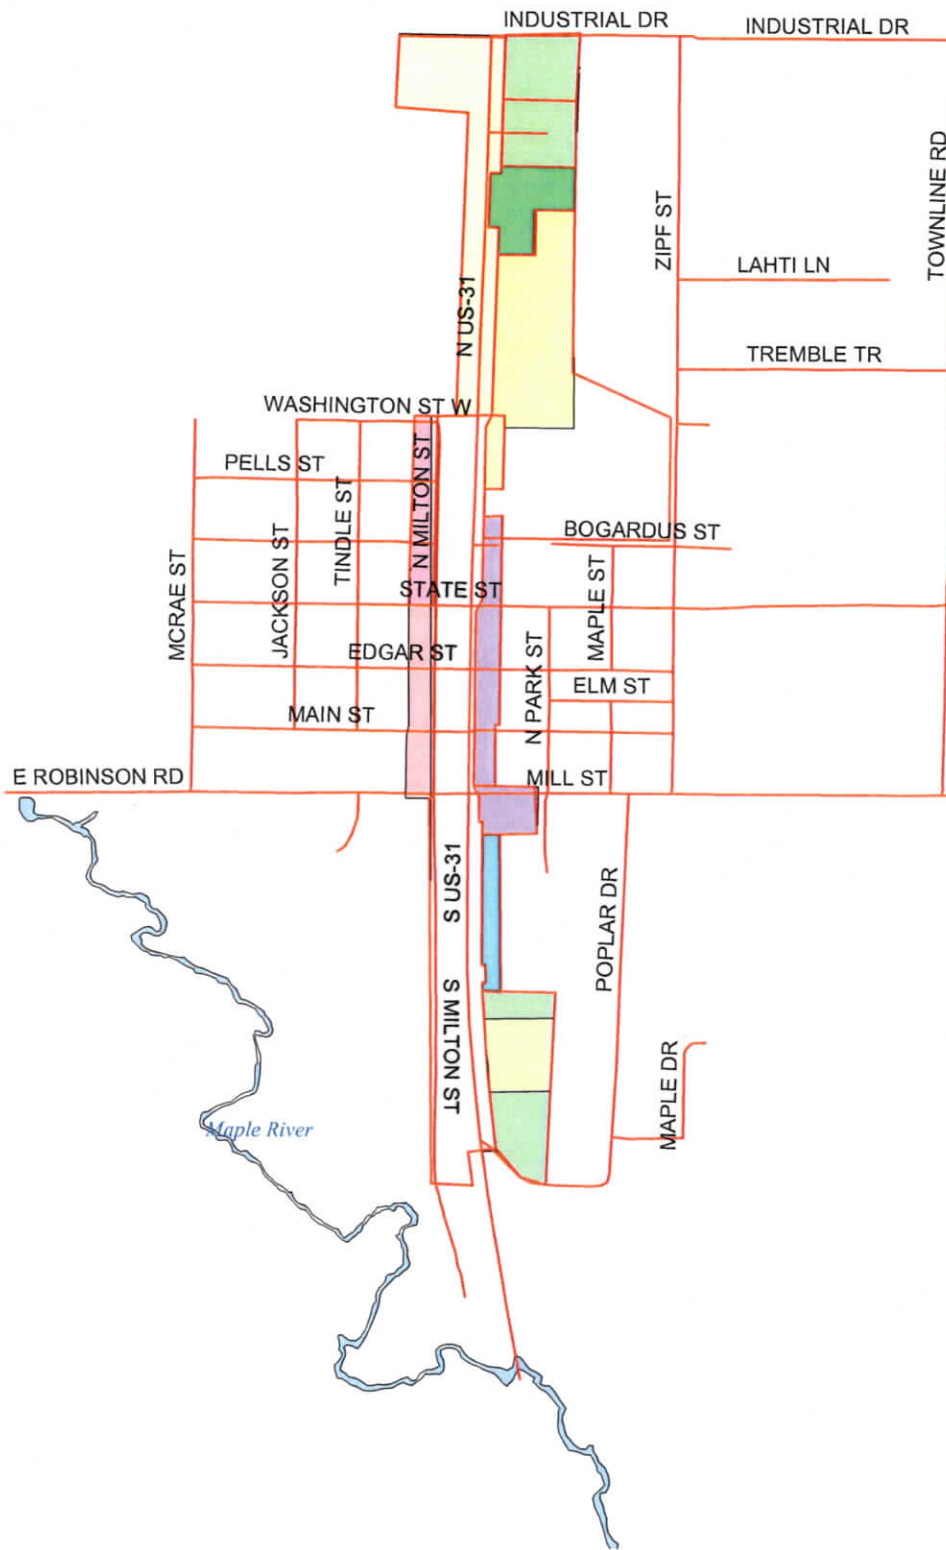 INDUSTRIAL DR
INDUSTRIAL DR
TOWNLINE RD
ZIPF ST
LAHTI LN
N US-31
TREMBLE TR
WASHINGTON ST W
PELLS ST
N MILTON ST
TINDLE ST
JACKSON ST
BOGARDUS ST
MCRAE ST
STATE ST
MAPLE ST
EDGAR ST
N PARK ST
ELM ST
MAIN ST
E ROBINSON RD
MILL ST
S US-31
POPLAR DR
S MILTON ST
MAPLE DR
Maple River